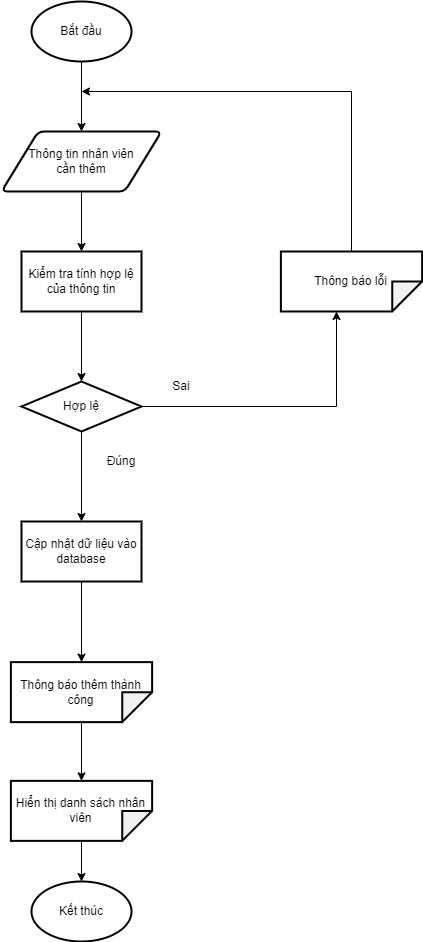 Bắt đầu
Thông tin nhân viên
cần thêm
Kiểm tra tính hợp lệ
của thông tin
Thông báo lỗi
Sai
Hợp lệ
Đúng
Cập nhật dữ liệu vào
database
Thông báo thêm thành
công
Hiển thị danh sách nhân
viên
Kết thúc